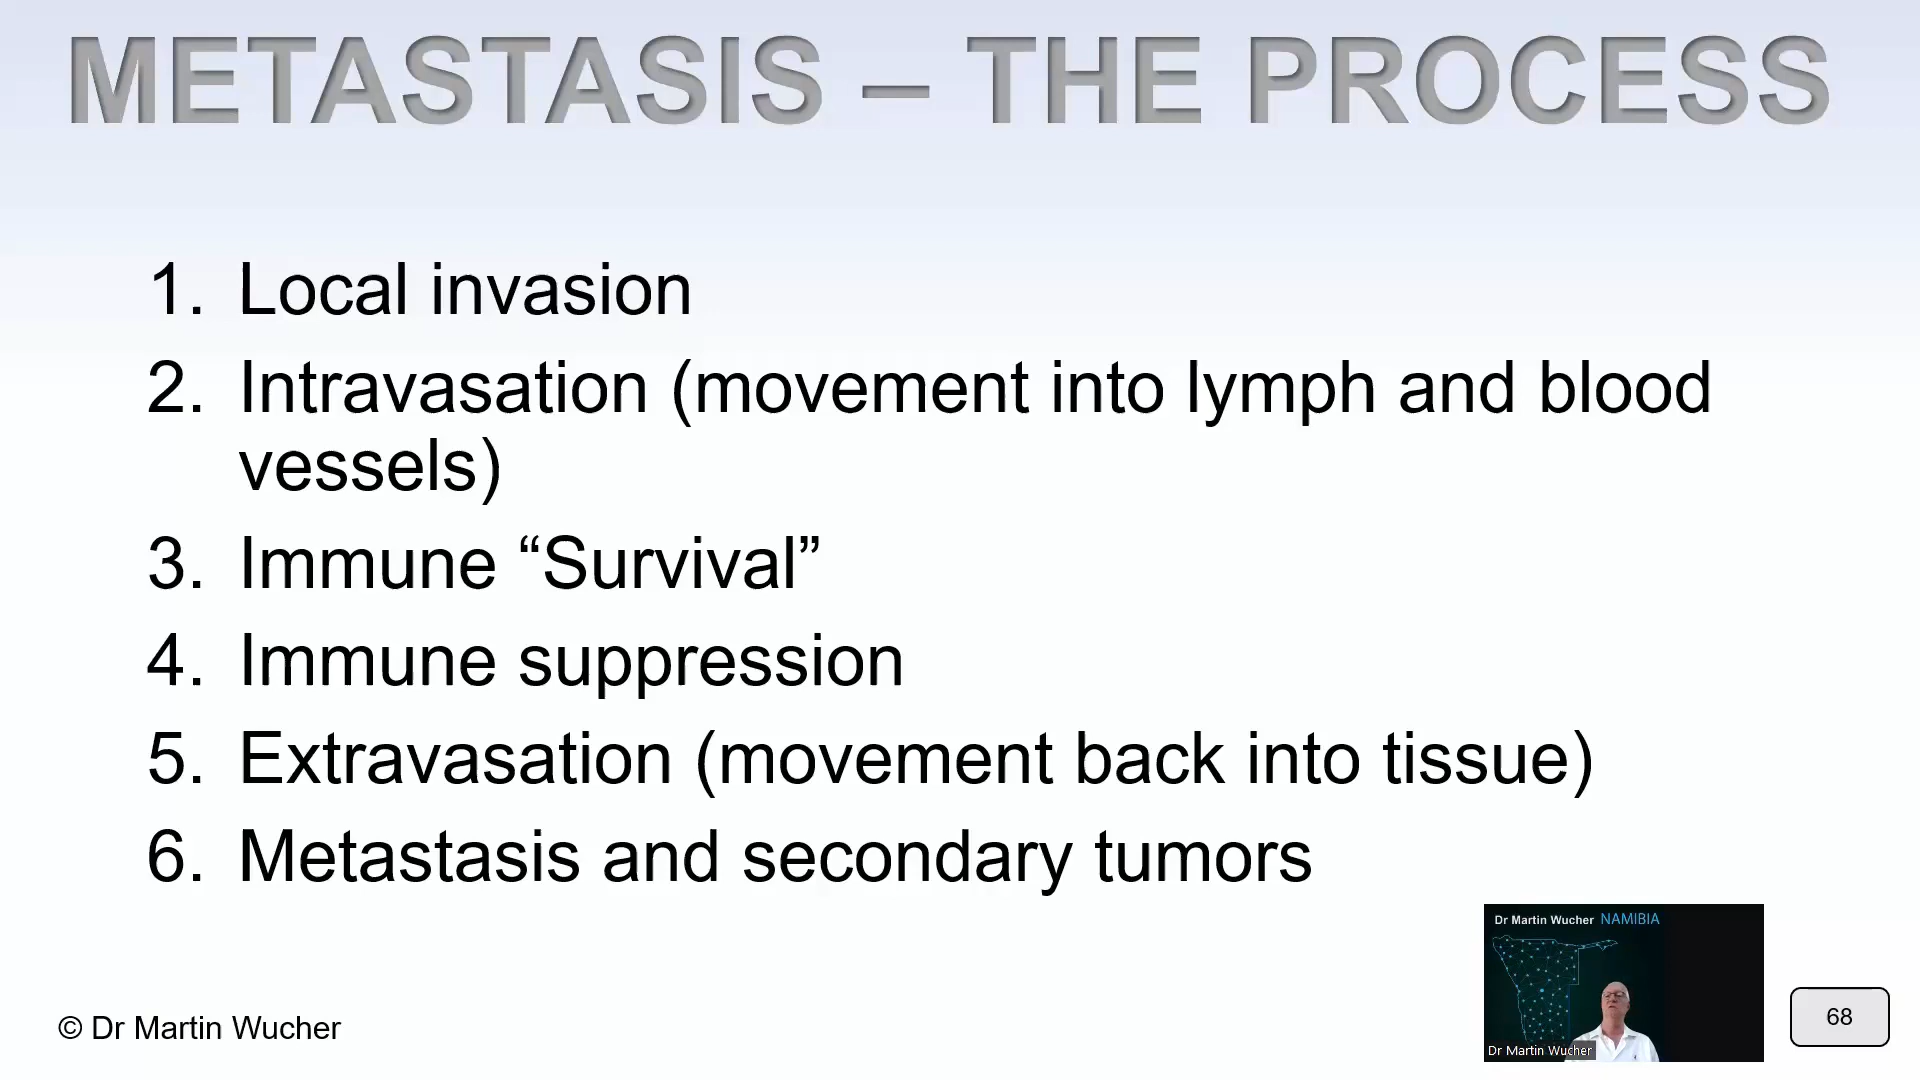 METASTASIS – THE PROCESS
1. Local invasion
2. Intravasation (movement into lymph and blood
vessels)
3. Immune “Survival”
4. Immune suppression
5. Extravasation (movement back into tissue)
6. Metastasis and secondary tumors
Dr Martin Wucher NAMIBIA
Dr Martin Wucher
© Dr Martin Wucher
68